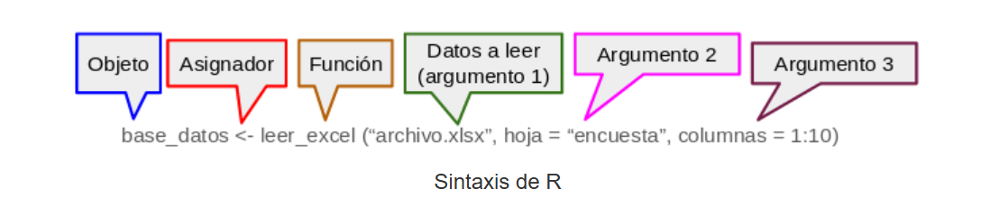 Objeto
Asignador
Función
Datos a leer
(argumento 1)
Argumento 2
Argumento 3
base_datos <- leer_excel (“archivo.xlsx”, hoja = “encuesta”, columnas = 1:10)
Sintaxis de R